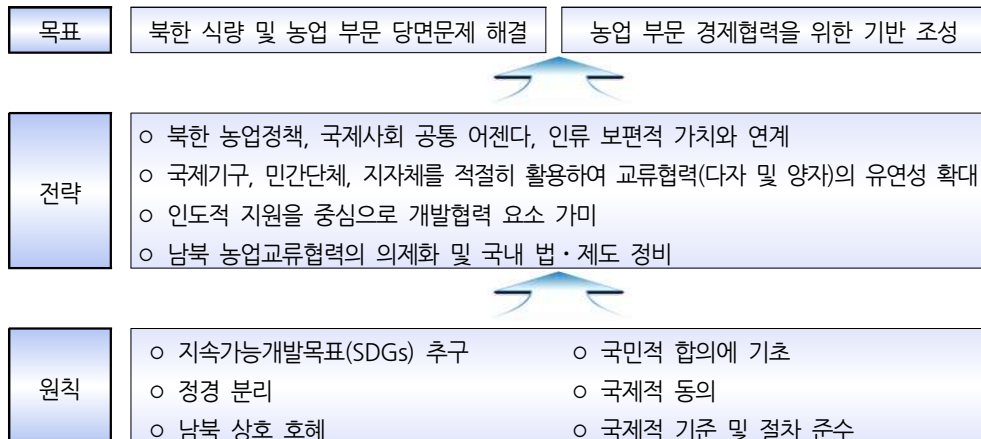 목표
북한 식량 및 농업 부문 당면문제 해결
농업 부문 경제협력을 위한 기반 조성
전략
○ 북한 농업정책, 국제사회 공통 어젠다, 인류 보편적 가치와 연계
○ 국제기구, 민간단체, 지자체를 적절히 활용하여 교류협력(다자 및 양자)의 유연성 확대
○ 인도적 지원을 중심으로 개발협력 요소 가미
○ 남북 농업교류협력의 의제화 및 국내 법·제도 정비
원칙
○ 지속가능개발목표(SDGs) 추구
○ 정경 분리
○ 남북 상호 호혜
○ 국민적 합의에 기초
○ 국제적 동의
○ 국제적 기준 및 절차 준수